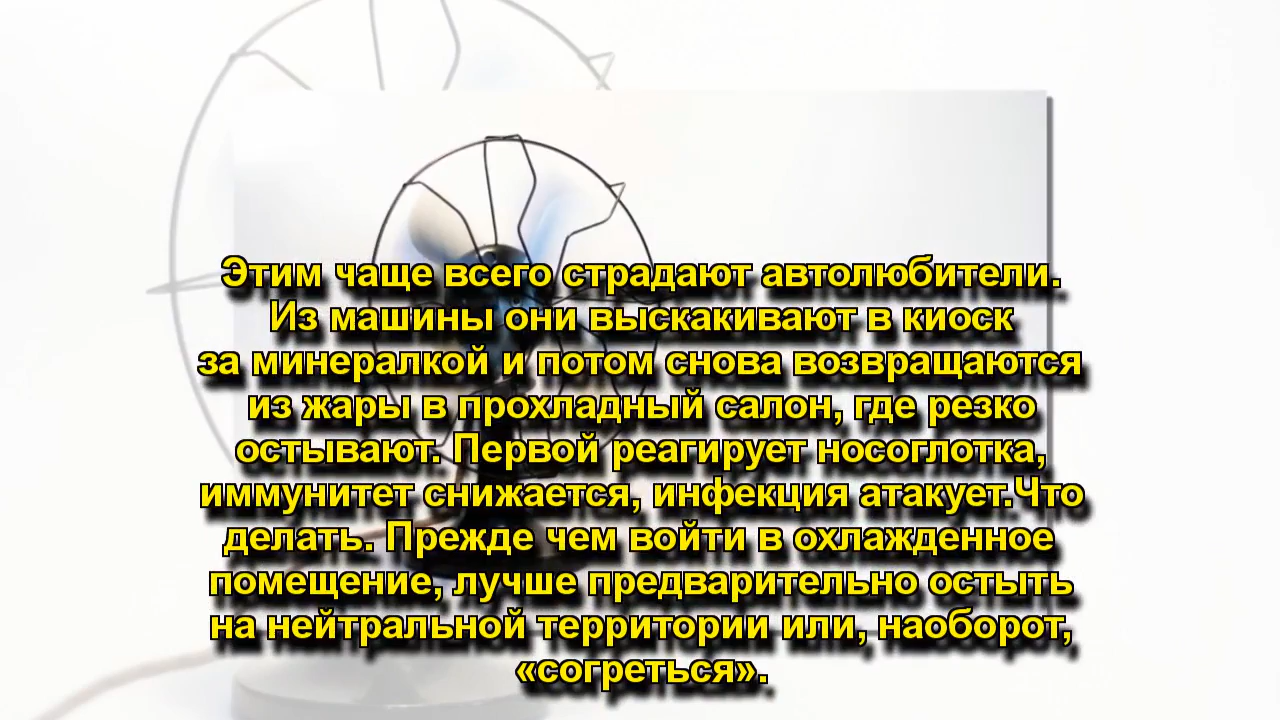 Этим чаще всего страдают автолюбители.
Из машины они выскакивают в киоск
за минералкой и потом снова возвращаются
из жары в прохладный салон, где резко
остывают. Первой реагирует носоглотка,
иммунитет снижается, инфекция атакует.Что
делать. Прежде чем войти в охлажденное
помещение, лучше предварительно остыть
на нейтральной территории или, наоборот,
«согреться».